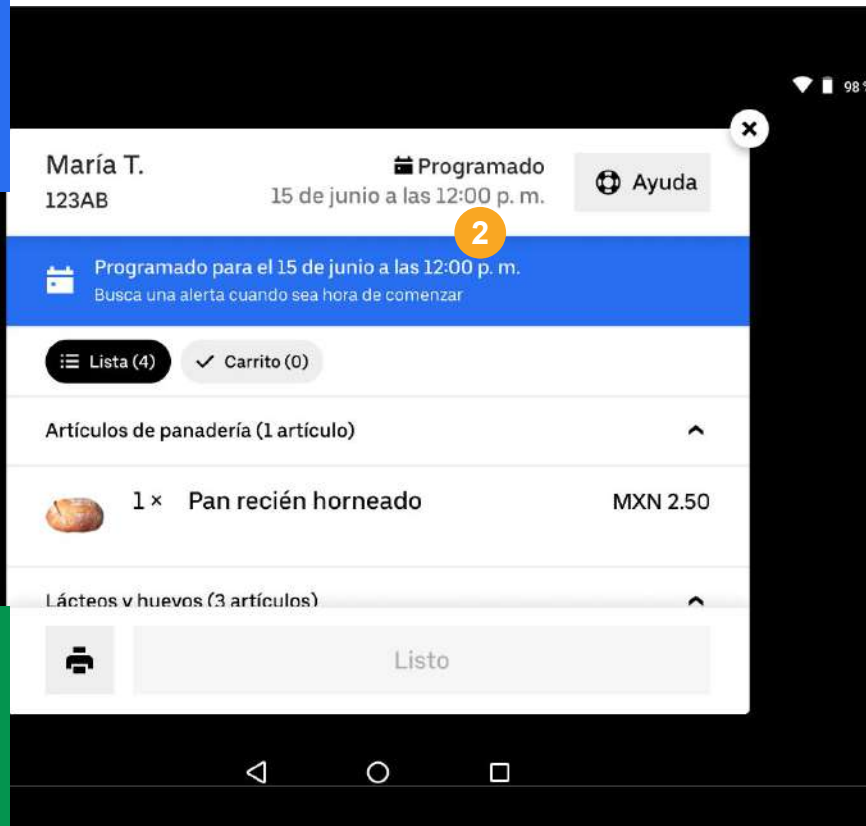 98%
María T.
Programado
Ayuda
123AB
15 de junio a las 12:00 p. m.
2
Programado para el 15 de junio a las 12:00 p. m.
Busca una alerta cuando sea hora de comenzar
Lista (4)
Carrito (0)
Artículos de panadería (1 artículo)
1 × Pan recién horneado MXN 2.50
Lácteos y huevos (3 artículos)
Listo